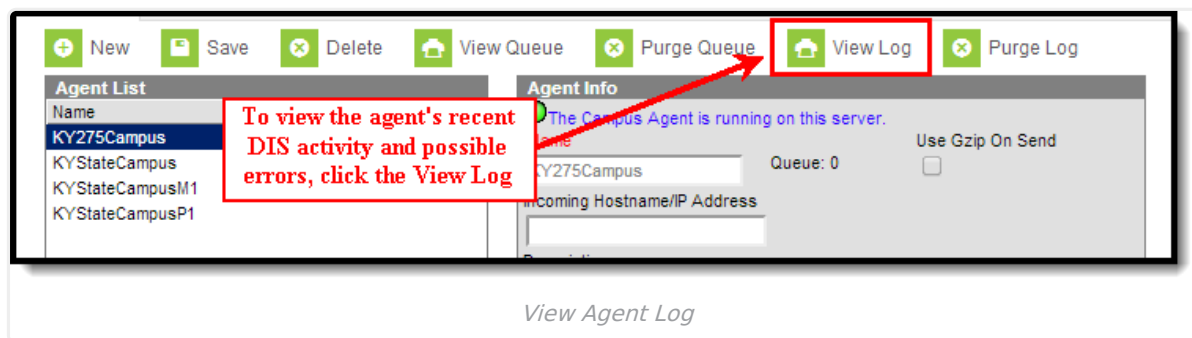 New Save Delete View Queue Purge Queue View Log Purge Log
Agent List
Name
KY275Campus
KYStateCampus
KYStateCampusM1
KYStateCampusP1
To view the agent's recent
DIS activity and possible
errors, click the View Log
Agent Info
The Campus Agent is running on this server.
Name
Use Gzip On Send
KY275Campus
Queue: 0
Incoming Hostname/IP Address
View Agent Log